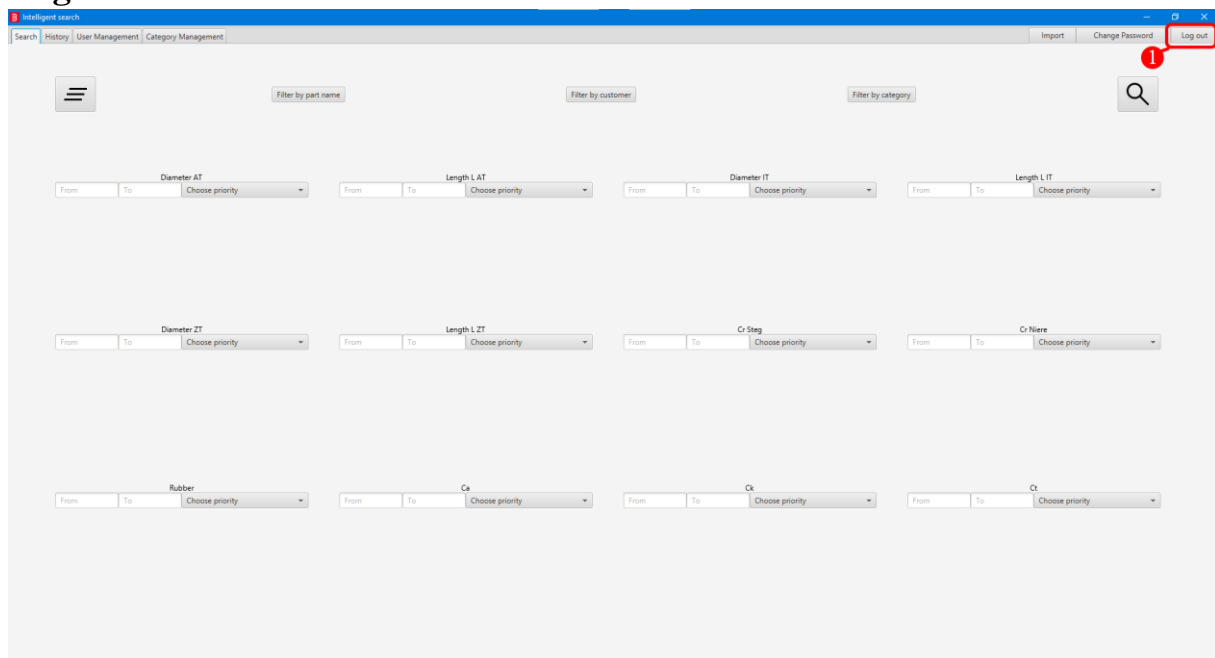 Intelligent search
Search History User Management Category Management Import Change Password Log out
1
Filter by part name Filter by customer Filter by category
Diameter AT Length L AT Diameter IT Length L IT
From To Choose priority From To Choose priority From To Choose priority From To Choose priority
Diameter ZT Length L ZT Cr Steg Cr Niere
From To Choose priority From To Choose priority From To Choose priority From To Choose priority
Rubber Ca Ck Ct
From To Choose priority From To Choose priority From To Choose priority From To Choose priority